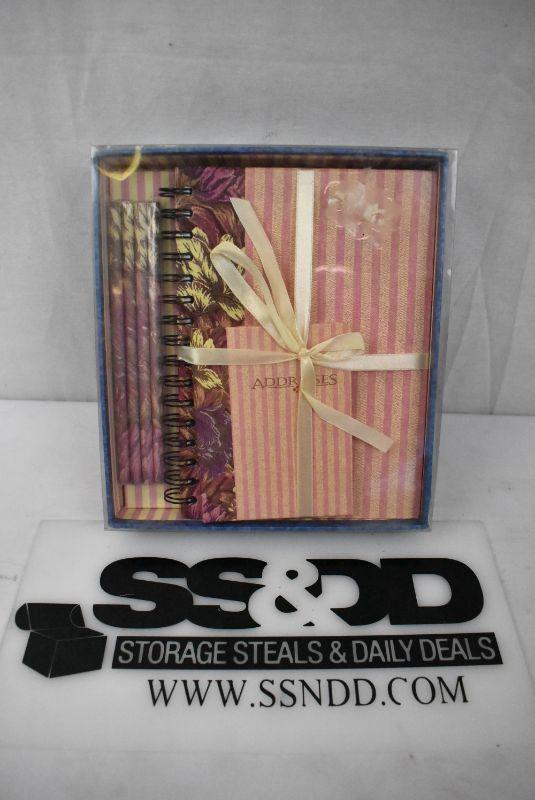 ADDRESSES
SS&DD
STORAGE STEALS & DAILY DEALS
WWW.SSNDD.COM